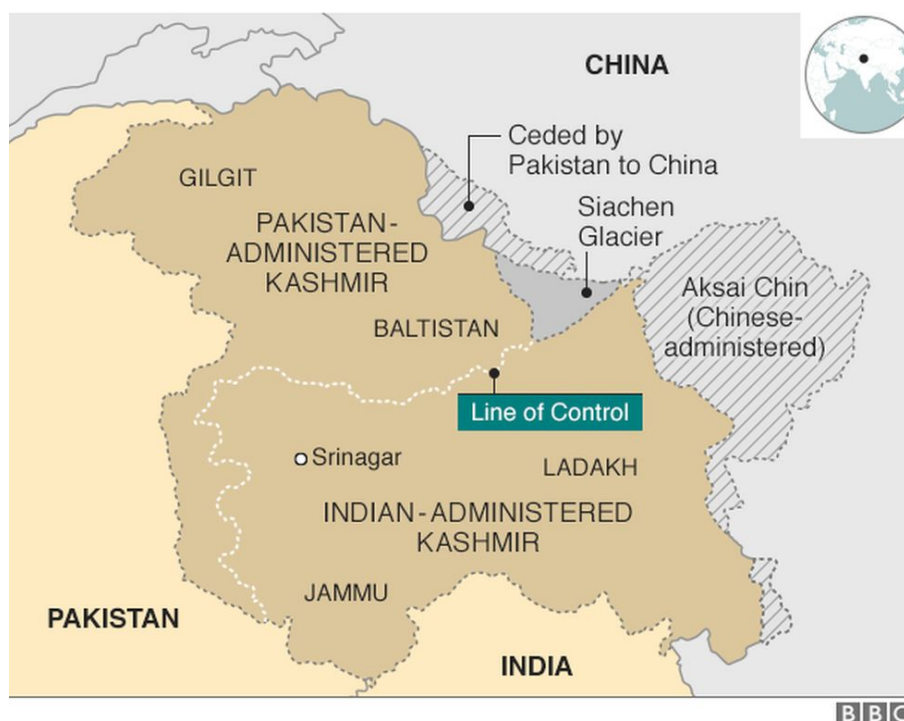 CHINA
Ceded by
Pakistan to China
Siachen
Glacier
GILGIT
PAKISTAN-
ADMINISTERED
KASHMIR
Aksai Chin
(Chinese-
administered)
BALTISTAN
Line of Control
Srinagar
LADAKH
INDIAN-ADMINISTERED
KASHMIR
JAMMU
PAKISTAN
INDIA
BBC